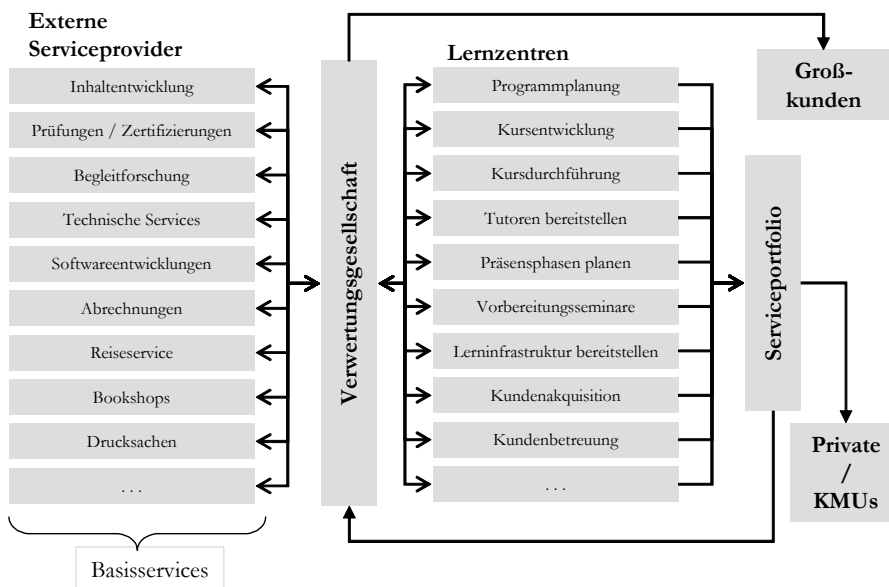 Externe
Serviceprovider
Inhaltentwicklung
Prüfungen / Zertifizierungen
Begleitforschung
Technische Services
Softwareentwicklungen
Abrechnungen
Reiseservice
Bookshops
Drucksachen
. . .
Basisservices
Verwertungsgesellschaft
Lernzentren
Programmplanung
Kursentwicklung
Kursdurchführung
Tutoren bereitstellen
Präsensphasen planen
Vorbereitungsseminare
Lerninfrastruktur bereitstellen
Kundenakquisition
Kundenbetreuung
. . .
Serviceportfolio
Groß-
kunden
Private
/
KMUs